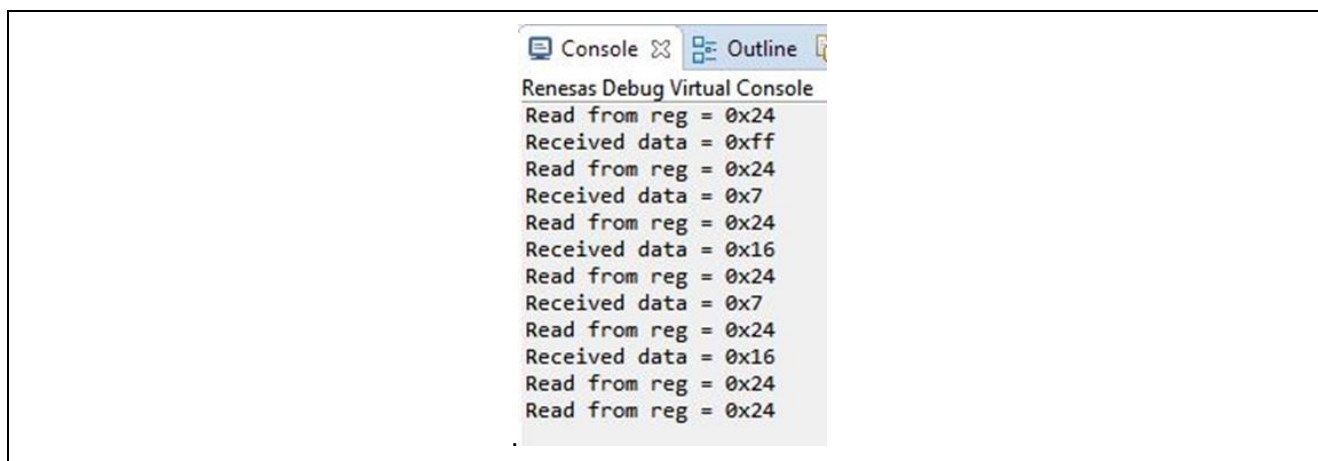 Console Outline
Renesas Debug Virtual Console
Read from reg = 0x24
Received data = 0xff
Read from reg = 0x24
Received data = 0x7
Read from reg = 0x24
Received data = 0x16
Read from reg = 0x24
Received data = 0x7
Read from reg = 0x24
Received data = 0x16
Read from reg = 0x24
Read from reg = 0x24
.